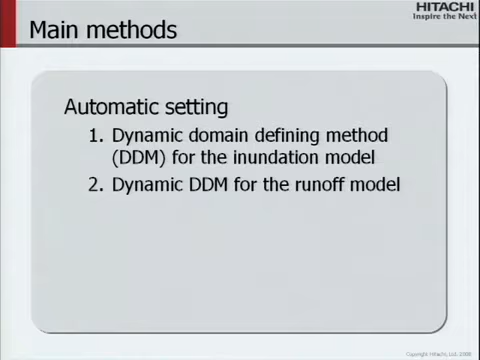 HITACHI
Inspire the Next
Main methods
Automatic setting
1. Dynamic domain defining method
(DDM) for the inundation model
2. Dynamic DDM for the runoff model
Copyright Hitachi, Ltd. 2008